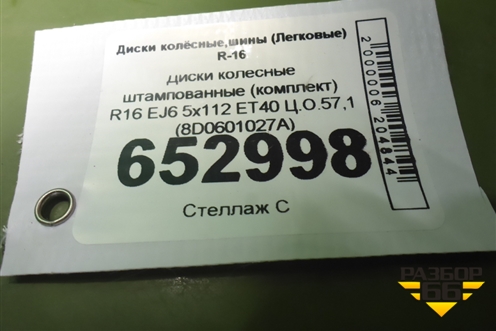 Диски колёсные,шины (Легковые)
R-16
Диски колесные
штампованные (комплект)
R16 EJ6 5x112 ET40 Ц.О.57,1
(8D0601027A)
652998
Стеллаж С
2000006204844
РАЗБОР
66